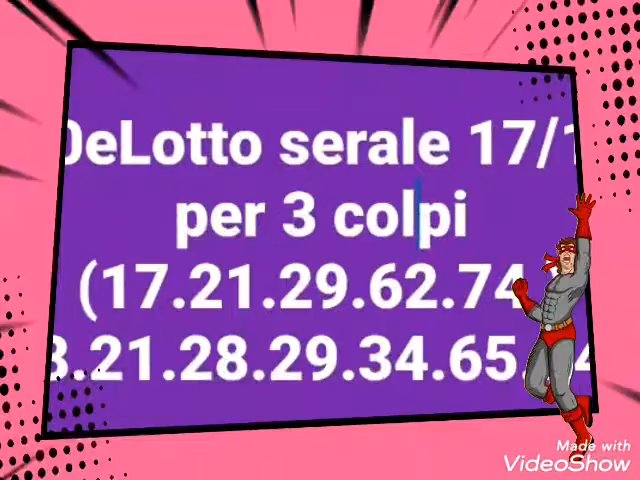 DeLotto serale 17/1
per 3 colpi
(17.21.29.62.74
.21.28.29.34.65.
Made with
VideoShow